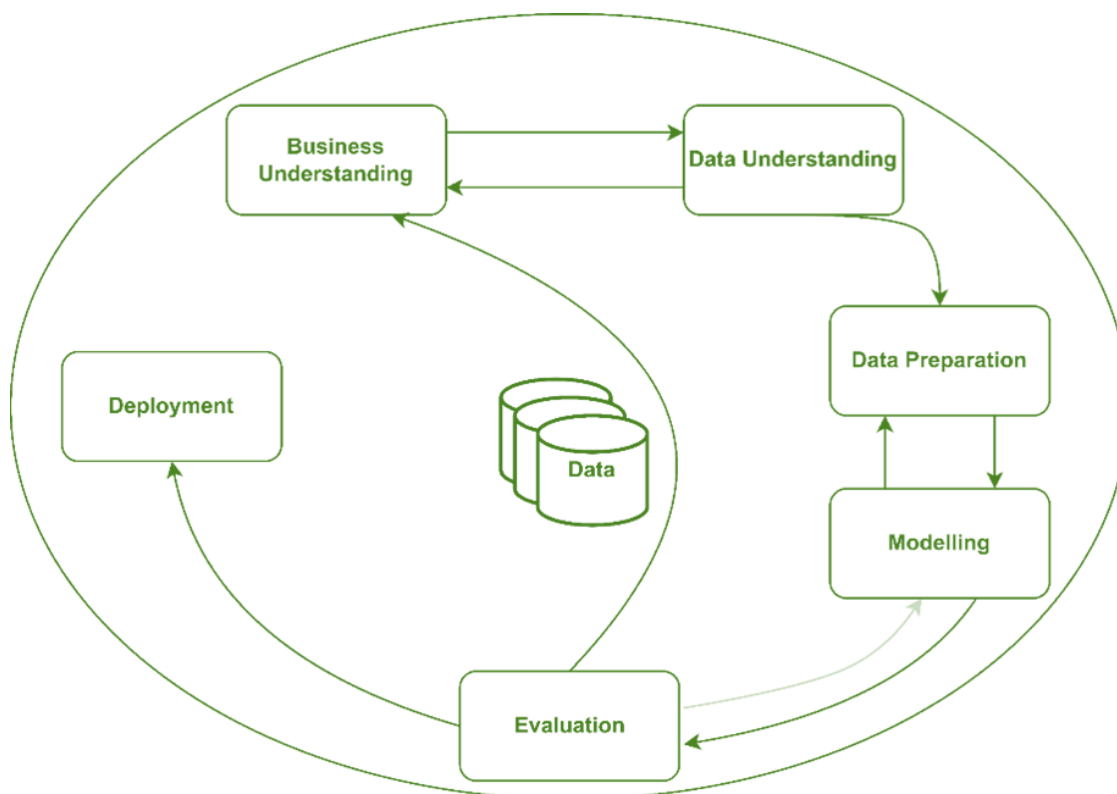 Business
Understanding
Data Understanding
Data Preparation
Deployment
Data
Modelling
Evaluation